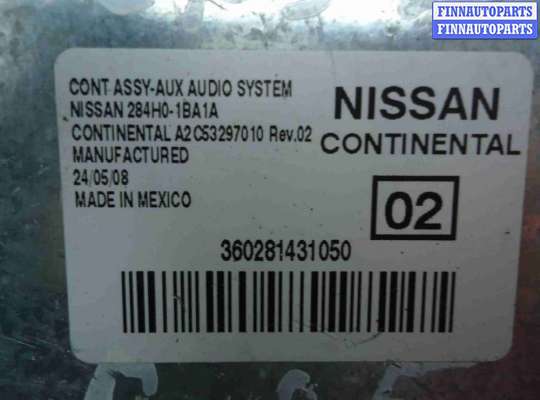 FINNAUTOPARTS
FINNAUTOPARTS
CONT ASSY-AUX AUDIO SYSTEM
NISSAN 284H0-1BA1A
CONTINENTAL A2C53297010 Rev.02
MANUFACTURED
24/05/08
MADE IN MEXICO
NISSAN
CONTINENTAL
02
360281431050